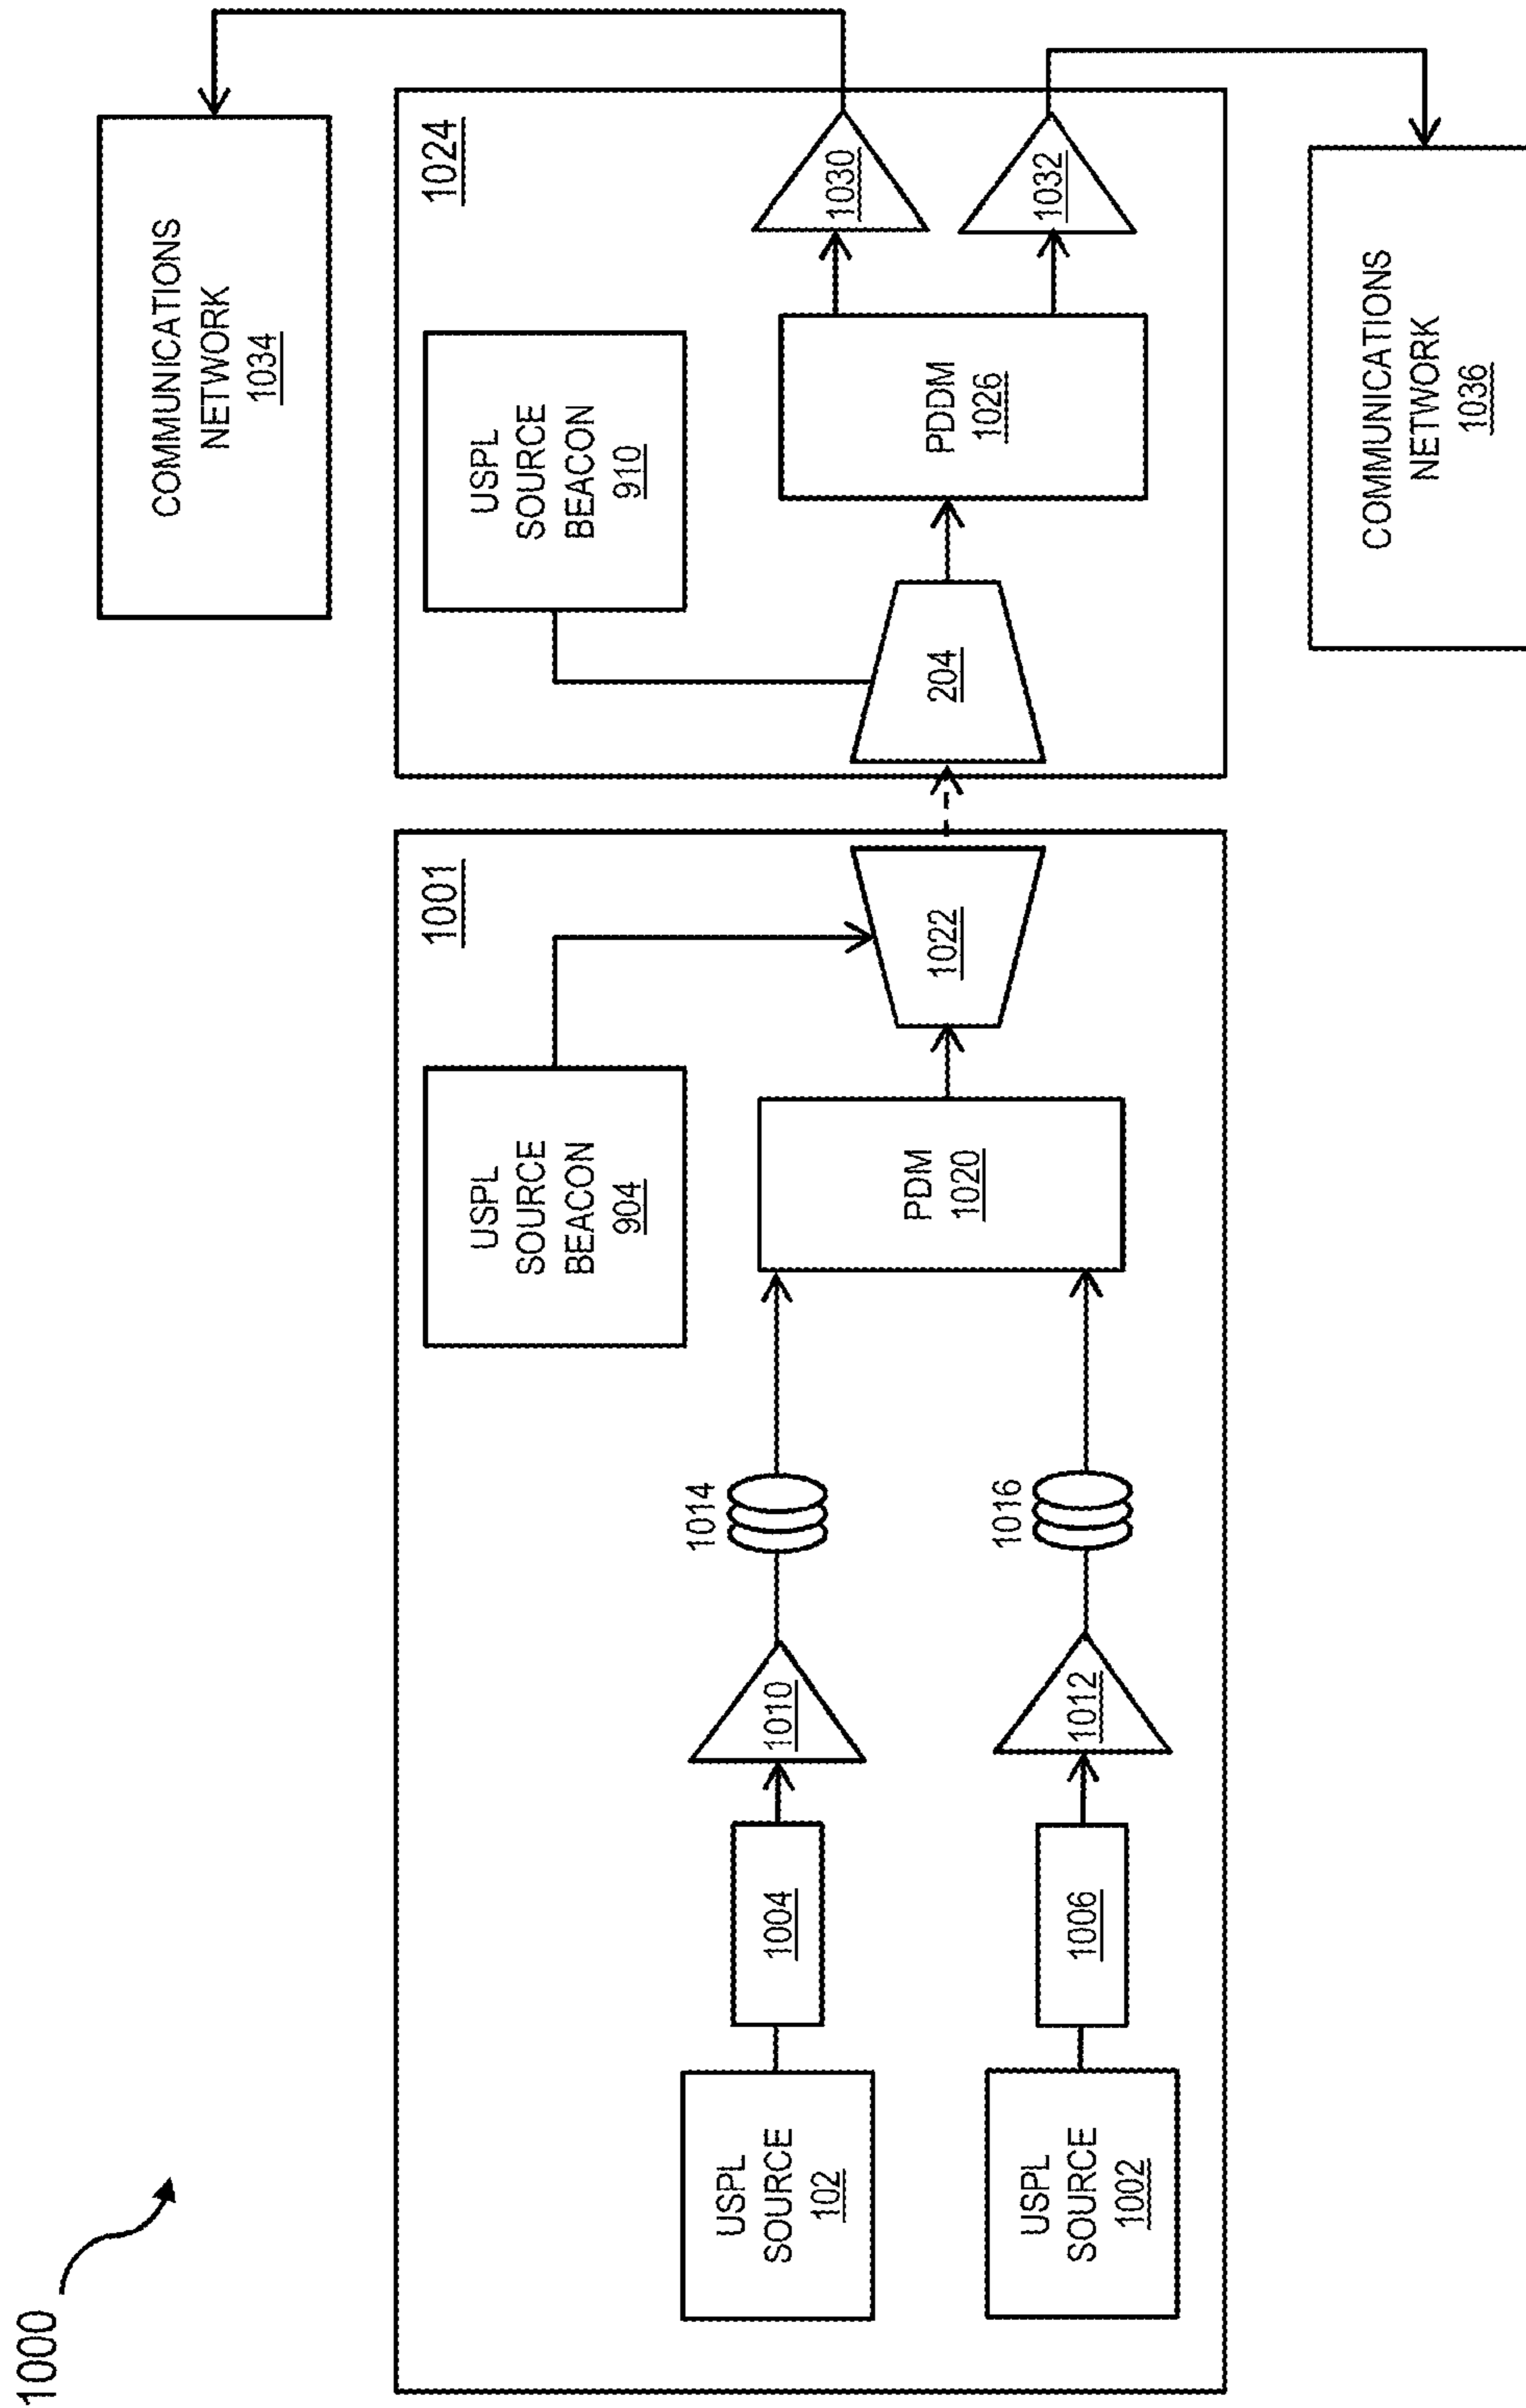 1000
COMMUNICATIONS
NETWORK
1034
1024
USPL
SOURCE
BEACON
910
1030
1032
PDDM
1026
204
COMMUNICATIONS
NETWORK
1036
1001
USPL
SOURCE
BEACON
904
1022
PDM
1020
1014
1016
1010
1012
1004
1006
USPL
SOURCE
102
USPL
SOURCE
1002